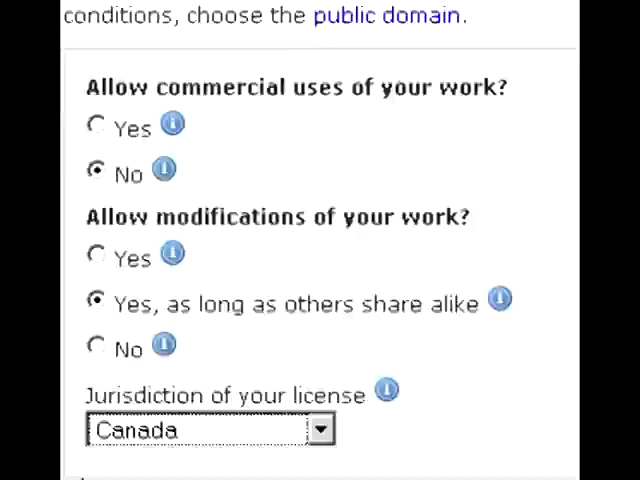 conditions, choose the public domain.
Allow commercial uses of your work?
Yes
No
Allow modifications of your work?
Yes
Yes, as long as others share alike
No
Jurisdiction of your license
Canada